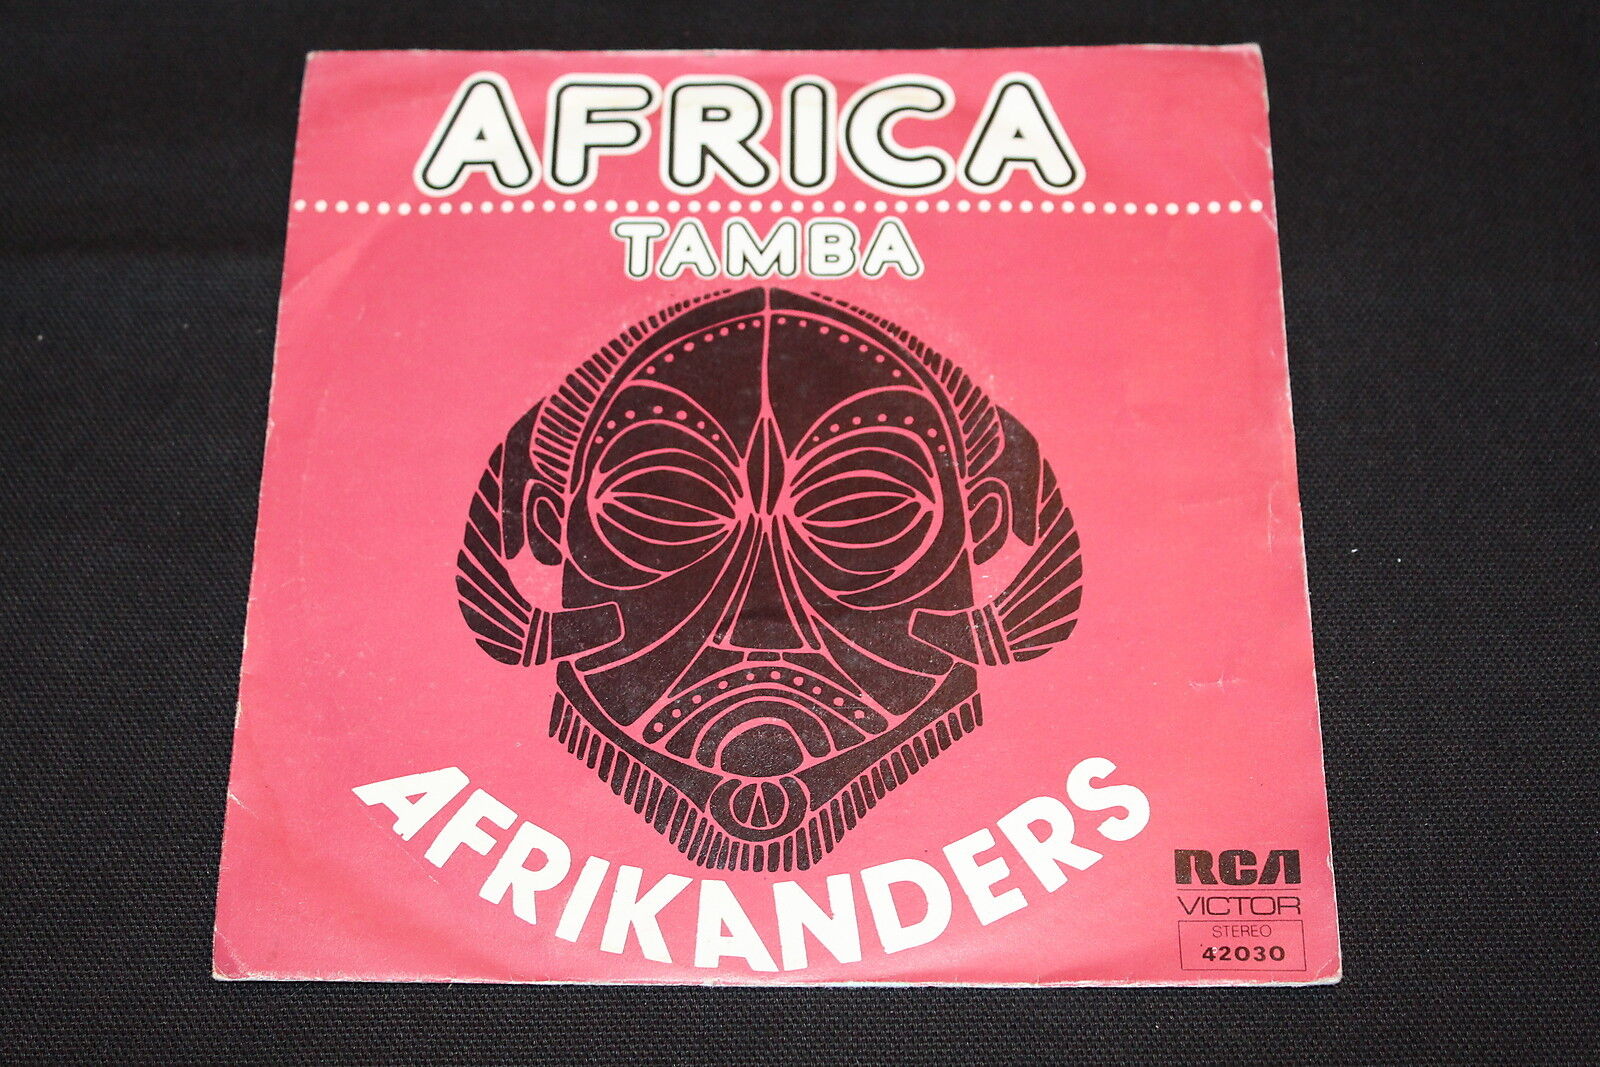 AFRICA
TAMBA
AFRIKANDERS
RCA
VICTOR
STEREO
42030